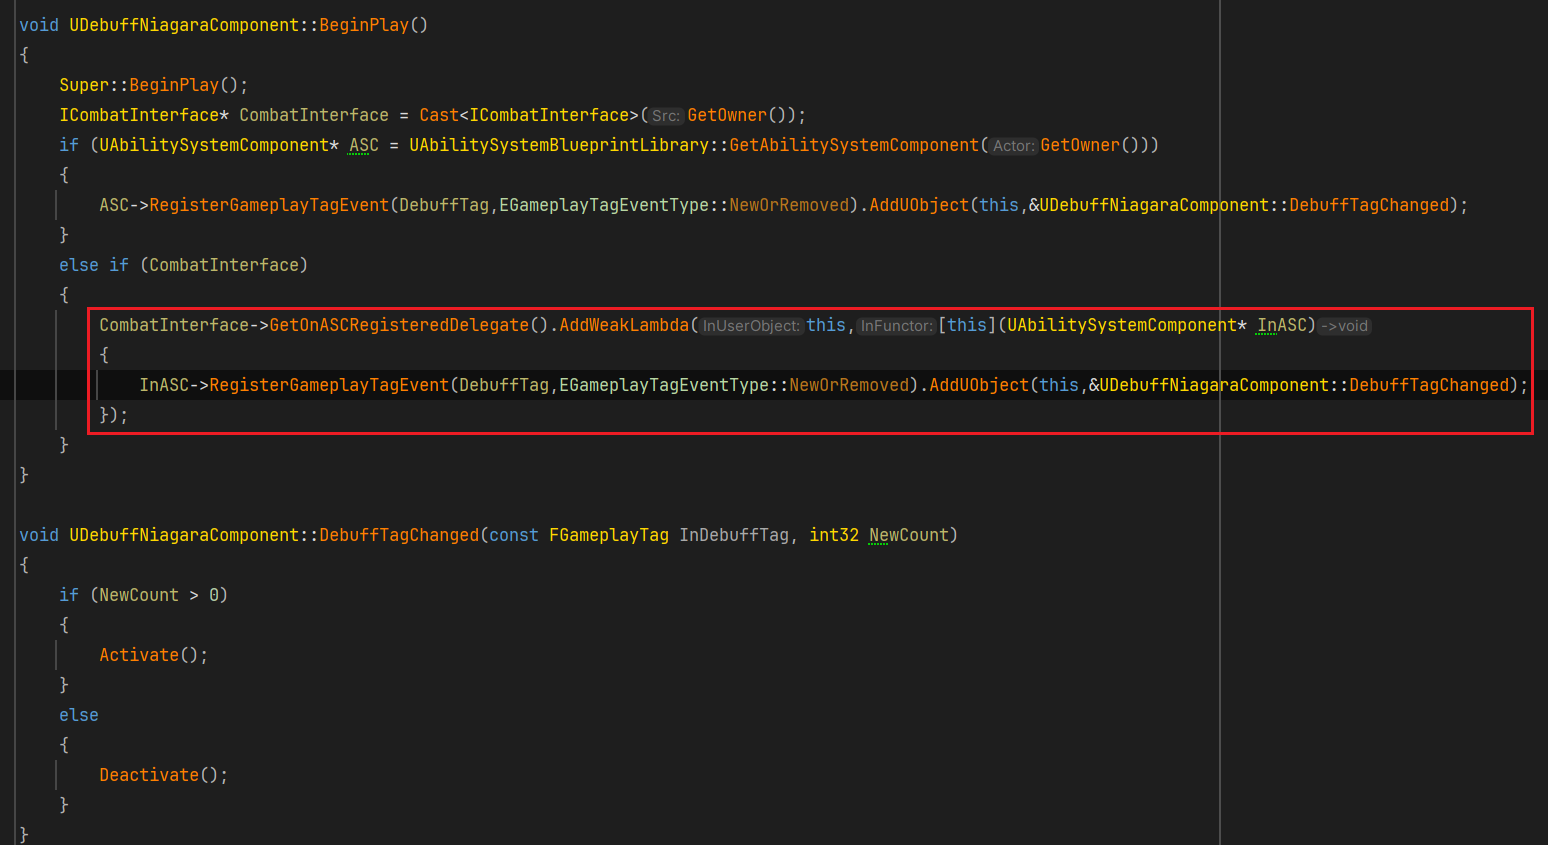 void UDebuffNiagaraComponent::BeginPlay()
{
    Super::BeginPlay();
    ICombatInterface* CombatInterface = Cast<ICombatInterface>(Src: GetOwner());
    if (UAbilitySystemComponent* ASC = UAbilitySystemBlueprintLibrary::GetAbilitySystemComponent(Actor: GetOwner()))
    {
        ASC->RegisterGameplayTagEvent(DebuffTag,EGameplayTagEventType::NewOrRemoved).AddUObject(this,&UDebuffNiagaraComponent::DebuffTagChanged);
    }
    else if (CombatInterface)
    {
        CombatInterface->GetOnASCRegisteredDelegate().AddWeakLambda(InUserObject: this, InFunctor: [this](UAbilitySystemComponent* InASC) ->void
        {
            InASC->RegisterGameplayTagEvent(DebuffTag,EGameplayTagEventType::NewOrRemoved).AddUObject(this,&UDebuffNiagaraComponent::DebuffTagChanged);
        });
    }
}
void UDebuffNiagaraComponent::DebuffTagChanged(const FGameplayTag InDebuffTag, int32 NewCount)
{
    if (NewCount > 0)
    {
        Activate();
    }
    else
    {
        Deactivate();
    }
}